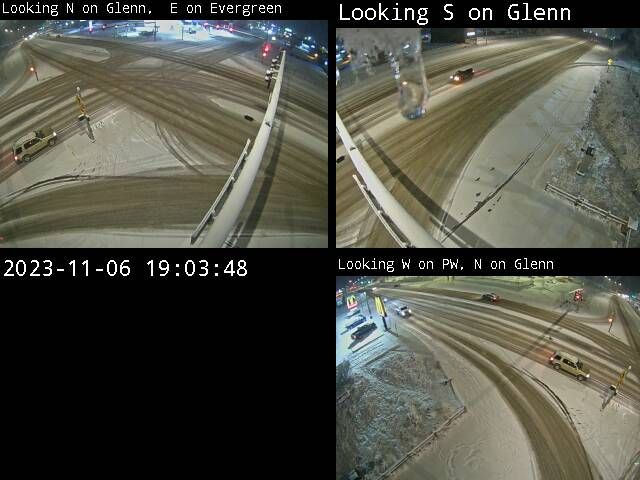 Looking N on Glenn,  E on Evergreen
Looking S on Glenn
2023-11-06 19:03:48
Looking W on PW, N on Glenn